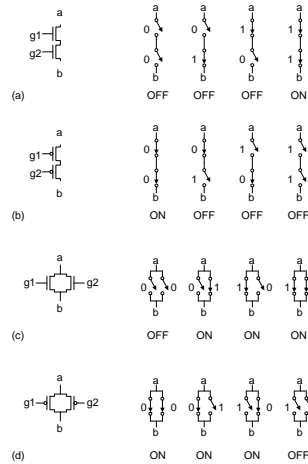 a a a a a
g1 0 0 1 1
g2 0 1 0 1
b b b b b
(a) OFF OFF OFF ON
a a a a a
g1 0 0 1 1
g2 0 1 0 1
b b b b b
(b) ON OFF OFF OFF
a a a a a
g1 g2 0 0 0 1 1 0 1 1
b b b b b
(c) OFF ON ON ON
a a a a a
g1 g2 0 0 0 1 1 0 1 1
b b b b b
(d) ON ON ON OFF